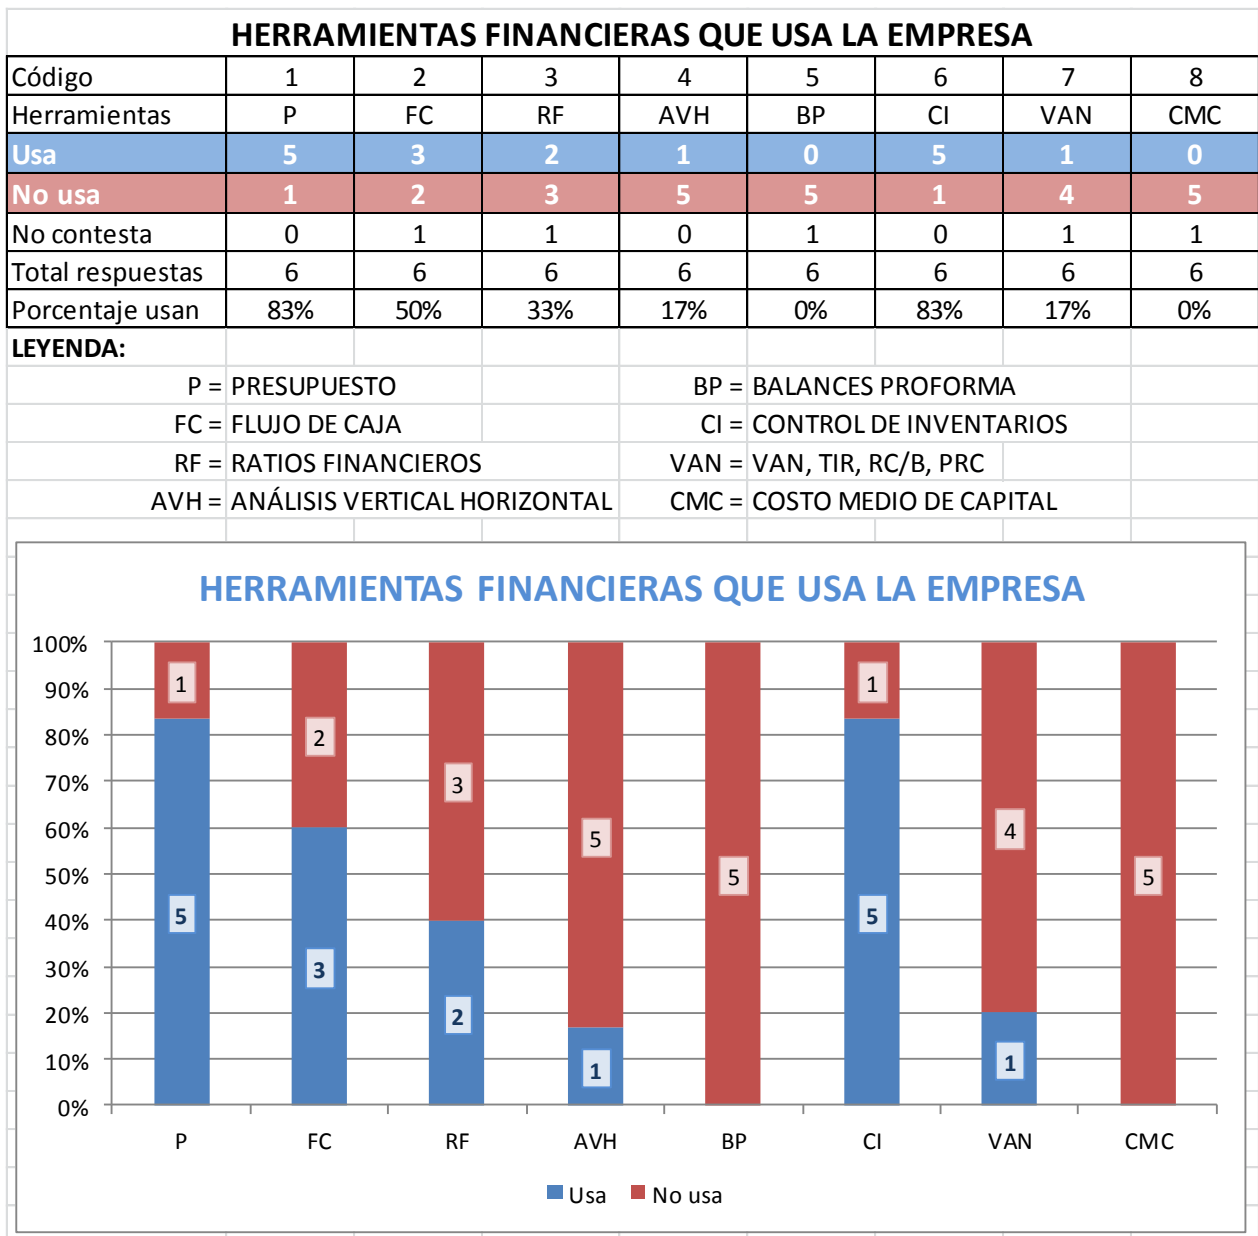 HERRAMIENTAS FINANCIERAS QUE USA LA EMPRESA
Código 1 2 3 4 5 6 7 8
Herramientas P FC RF AVH BP CI VAN CMC
Usa 5 3 2 1 0 5 1 0
No usa 1 2 3 5 5 1 4 5
No contesta 0 1 1 0 1 0 1 1
Total respuestas 6 6 6 6 6 6 6 6
Porcentaje usan 83% 50% 33% 17% 0% 83% 17% 0%
LEYENDA:
P = PRESUPUESTO BP = BALANCES PROFORMA
FC = FLUJO DE CAJA CI = CONTROL DE INVENTARIOS
RF = RATIOS FINANCIEROS VAN = VAN, TIR, RC/B, PRC
AVH = ANÁLISIS VERTICAL HORIZONTAL CMC = COSTO MEDIO DE CAPITAL
HERRAMIENTAS FINANCIERAS QUE USA LA EMPRESA
100%
90% 1 1
80% 2
70% 3
60% 5 4
50% 5 5
40% 5 5
30% 3
20% 2
10% 1 1
0%
P FC RF AVH BP CI VAN CMC
Usa No usa